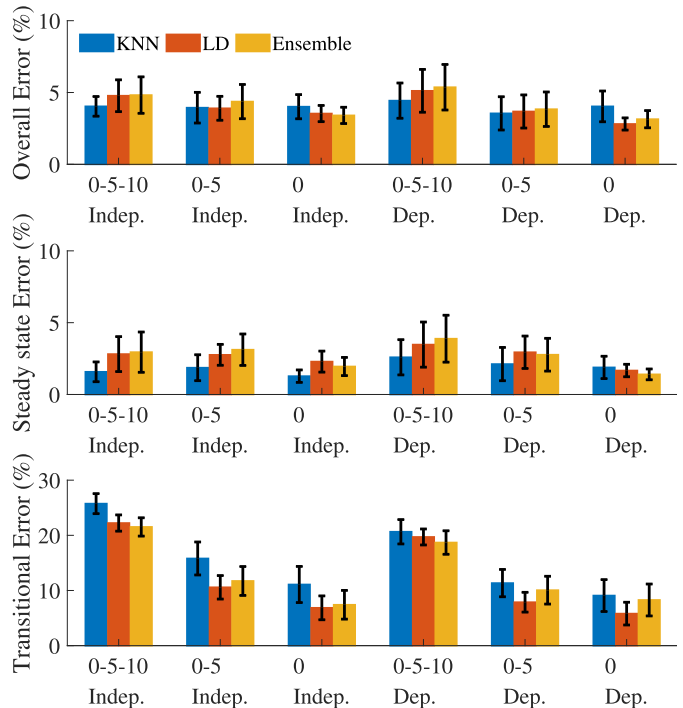 Overall Error (%)
10
5
0
KNN LD Ensemble
0-5-10 0-5 0 0-5-10 0-5 0
Indep. Indep. Indep. Dep. Dep. Dep.
Steady state Error (%)
10
5
0
0-5-10 0-5 0 0-5-10 0-5 0
Indep. Indep. Indep. Dep. Dep. Dep.
Transitional Error (%)
30
20
10
0
0-5-10 0-5 0 0-5-10 0-5 0
Indep. Indep. Indep. Dep. Dep. Dep.